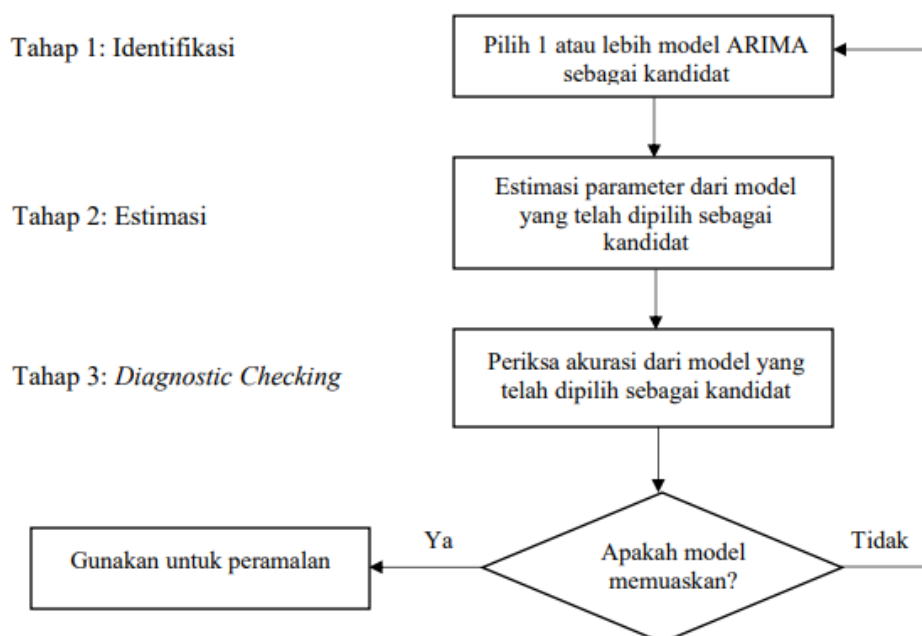 Tahap 1: Identifikasi
Pilih 1 atau lebih model ARIMA
sebagai kandidat
Tahap 2: Estimasi
Estimasi parameter dari model
yang telah dipilih sebagai
kandidat
Tahap 3: Diagnostic Checking
Periksa akurasi dari model yang
telah dipilih sebagai kandidat
Gunakan untuk peramalan
Ya
Apakah model
memuaskan?
Tidak